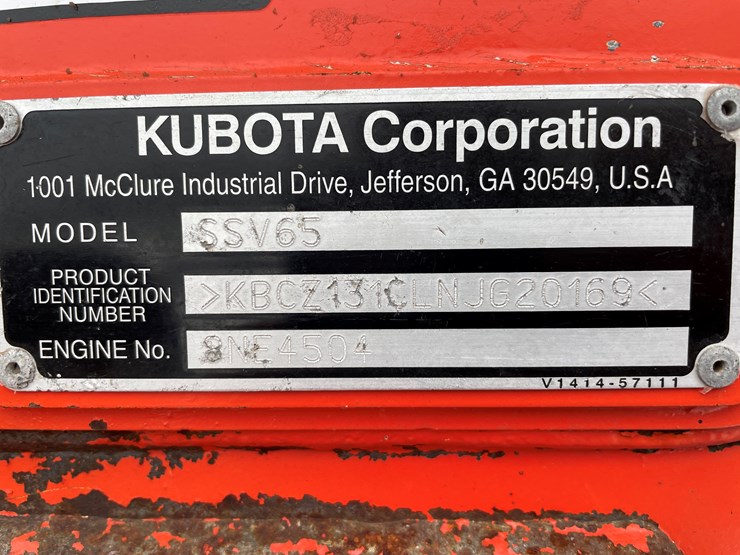 KUBOTA Corporation
1001 McClure Industrial Drive, Jefferson, GA 30549, U.S.A
MODEL SSV65
PRODUCT
IDENTIFICATION
NUMBER
>KBCZ131CLNJG20169<
ENGINE No. 8NE4504
V1414-57111